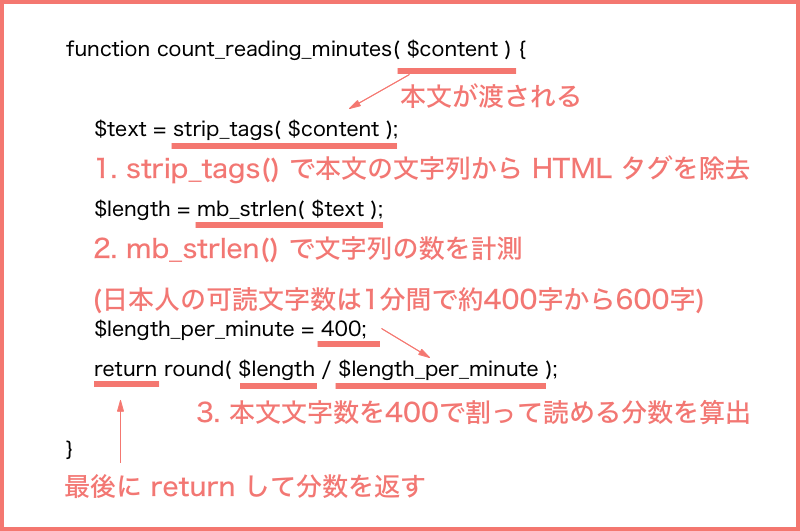 function count_reading_minutes( $content ) {
本文が渡される
$text = strip_tags( $content );
1. strip_tags() で本文の文字列から HTML タグを除去
$length = mb_strlen( $text );
2. mb_strlen() で文字列の数を計測
(日本人の可読文字数は1分間で約400字から600字)
$length_per_minute = 400;
return round( $length / $length_per_minute );
3. 本文文字数を400で割って読める分数を算出
}
最後に return して分数を返す